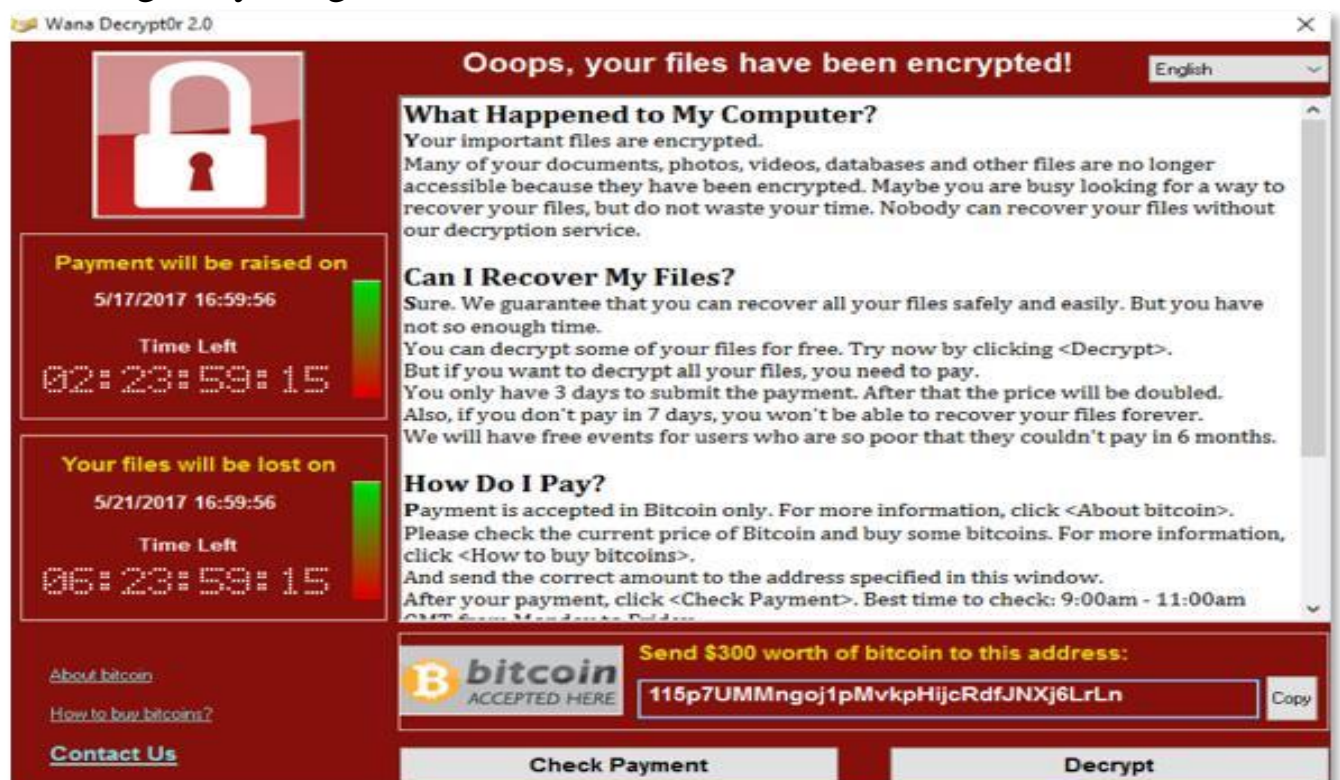 Wana Decrypt0r 2.0
Ooops, your files have been encrypted!
English
What Happened to My Computer?
Your important files are encrypted.
Many of your documents, photos, videos, databases and other files are no longer
accessible because they have been encrypted. Maybe you are busy looking for a way to
recover your files, but do not waste your time. Nobody can recover your files without
our decryption service.
Can I Recover My Files?
Sure. We guarantee that you can recover all your files safely and easily. But you have
not so enough time.
You can decrypt some of your files for free. Try now by clicking <Decrypt>.
But if you want to decrypt all your files, you need to pay.
You only have 3 days to submit the payment. After that the price will be doubled.
Also, if you don't pay in 7 days, you won't be able to recover your files forever.
We will have free events for users who are so poor that they couldn't pay in 6 months.
How Do I Pay?
Payment is accepted in Bitcoin only. For more information, click <About bitcoin>.
Please check the current price of Bitcoin and buy some bitcoins. For more information,
click <How to buy bitcoins>.
And send the correct amount to the address specified in this window.
After your payment, click <Check Payment>. Best time to check: 9:00am - 11:00am
GMT from Monday to Friday
Payment will be raised on
5/17/2017 16:59:56
Time Left
02:23:59:15
Your files will be lost on
5/21/2017 16:59:56
Time Left
06:23:59:15
About bitcoin
How to buy bitcoins?
Contact Us
bitcoin
ACCEPTED HERE
Send $300 worth of bitcoin to this address:
115p7UMMngoj1pMvkpHijcRdfJNXj6LrLn
Copy
Check Payment
Decrypt